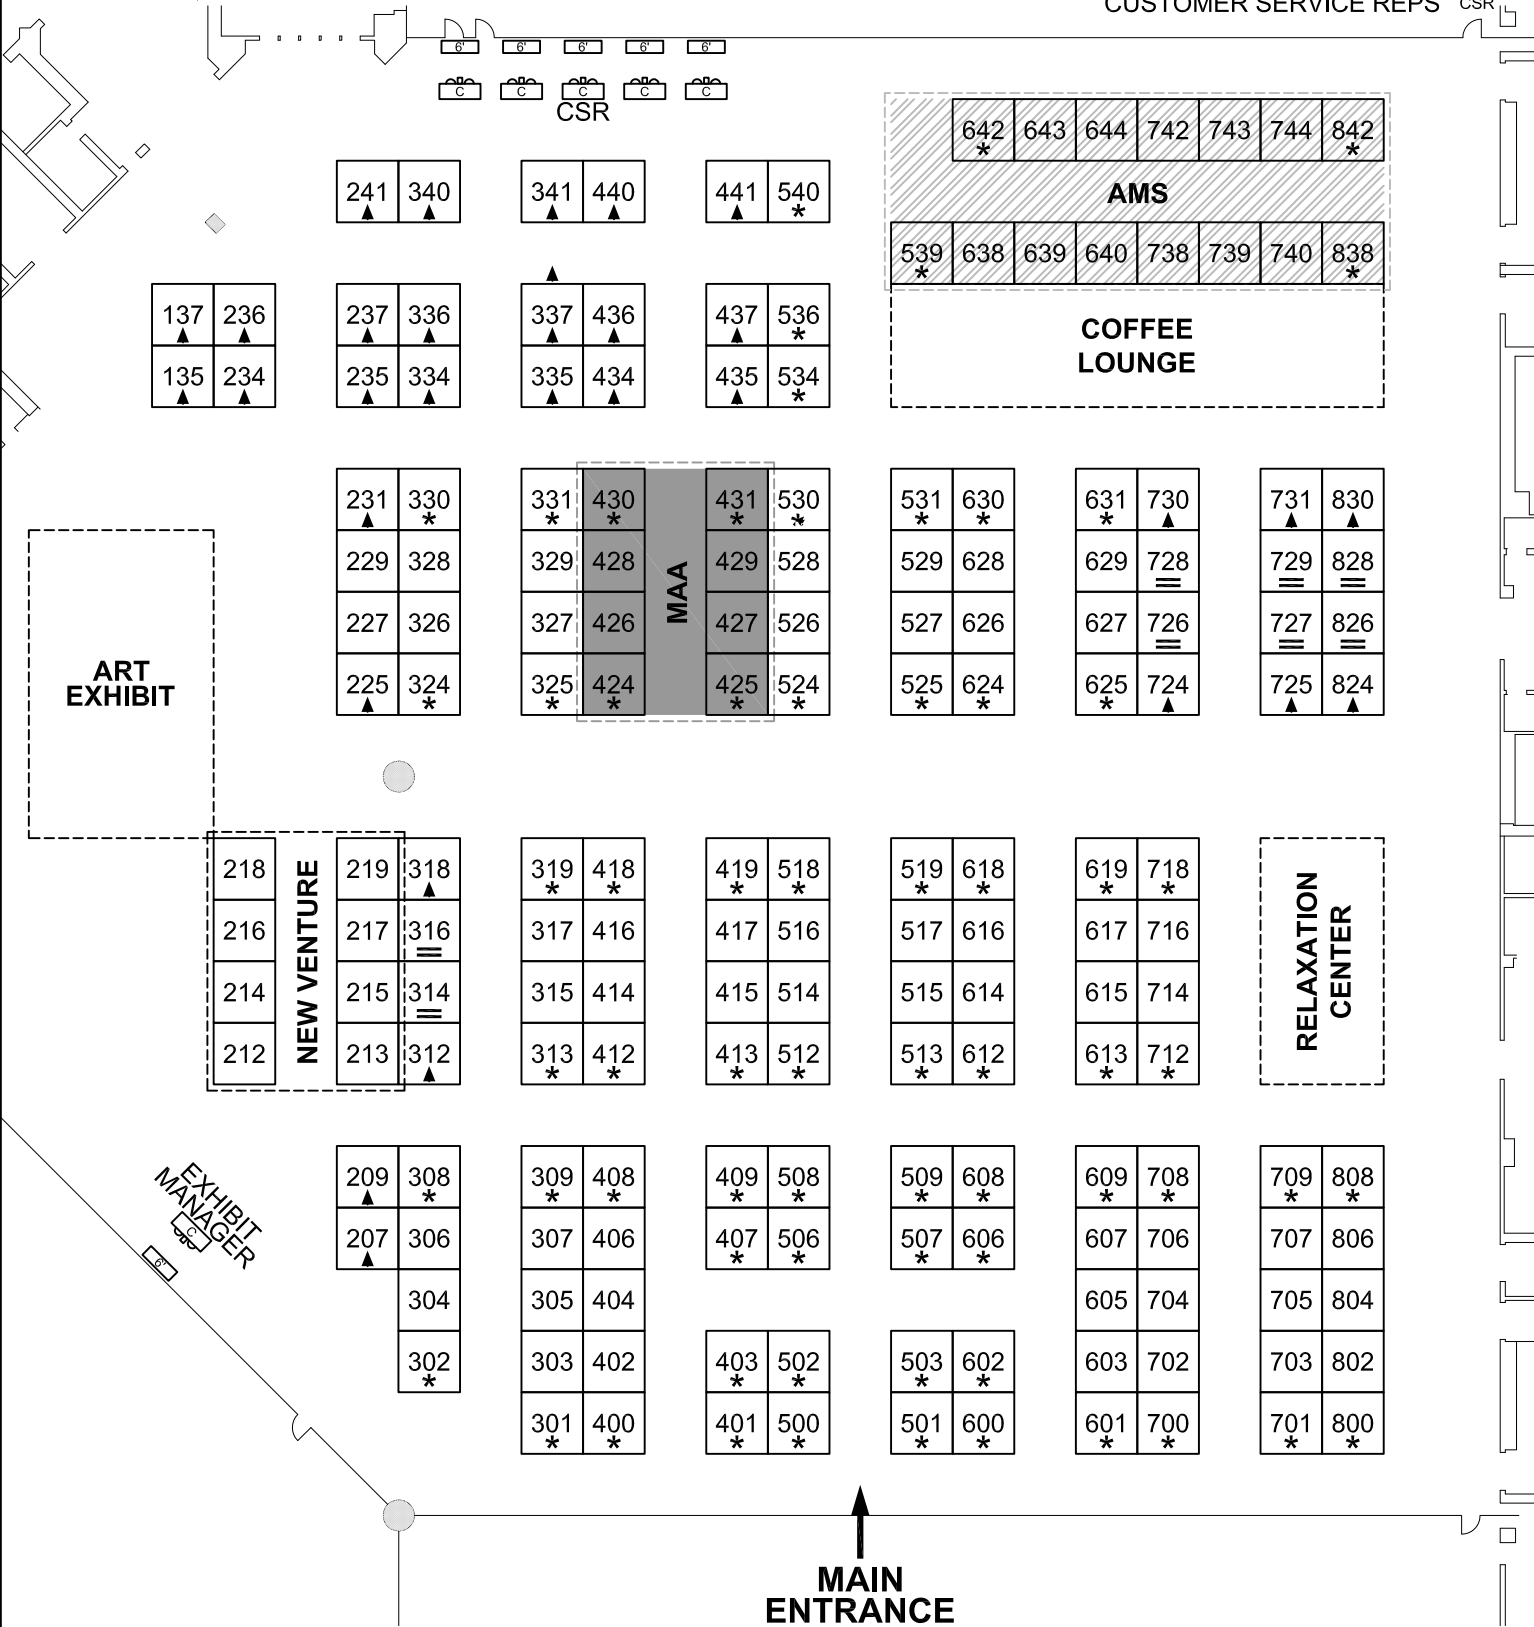 CUSTOMER SERVICE REPS CSR
6' 6' 6' 6' 6'
C C C C C
CSR
642 * 643 644 742 743 744 842 *
AMS
241 ▲ 340 ▲ 341 ▲ 440 ▲ 441 ▲ 540 *
539 * 638 639 640 738 739 740 838 *
▲
137 ▲ 236 ▲ 237 ▲ 336 ▲ 337 ▲ 436 ▲ 437 ▲ 536 *
COFFEE
LOUNGE
135 ▲ 234 ▲ 235 ▲ 334 ▲ 335 ▲ 434 ▲ 435 ▲ 534 *
231 ▲ 330 * 331 * 430 * 431 * 530 * 531 * 630 * 631 * 730 ▲ 731 ▲ 830 ▲
229 328 329 428 429 528 529 628 629 728 = 729 = 828 =
MAA
227 326 327 426 427 526 527 626 627 726 = 727 = 826 =
225 ▲ 324 * 325 * 424 * 425 * 524 * 525 * 624 * 625 * 724 ▲ 725 ▲ 824 ▲
ART
EXHIBIT
218 219 318 ▲ 319 * 418 * 419 * 518 * 519 * 618 * 619 * 718 *
216 217 316 = 317 416 417 516 517 616 617 716
NEW VENTURE
RELAXATION
CENTER
214 215 314 = 315 414 415 514 515 614 615 714
212 213 312 ▲ 313 * 412 * 413 * 512 * 513 * 612 * 613 * 712 *
209 ▲ 308 * 309 * 408 * 409 * 508 * 509 * 608 * 609 * 708 * 709 * 808 *
EXHIBIT
MANAGER
C
6'
207 ▲ 306 307 406 407 * 506 * 507 * 606 * 607 706 707 806
304 305 404 605 704 705 804
302 * 303 402 403 * 502 * 503 * 602 * 603 702 703 802
301 * 400 * 401 * 500 * 501 * 600 * 601 * 700 * 701 * 800 *
MAIN
ENTRANCE